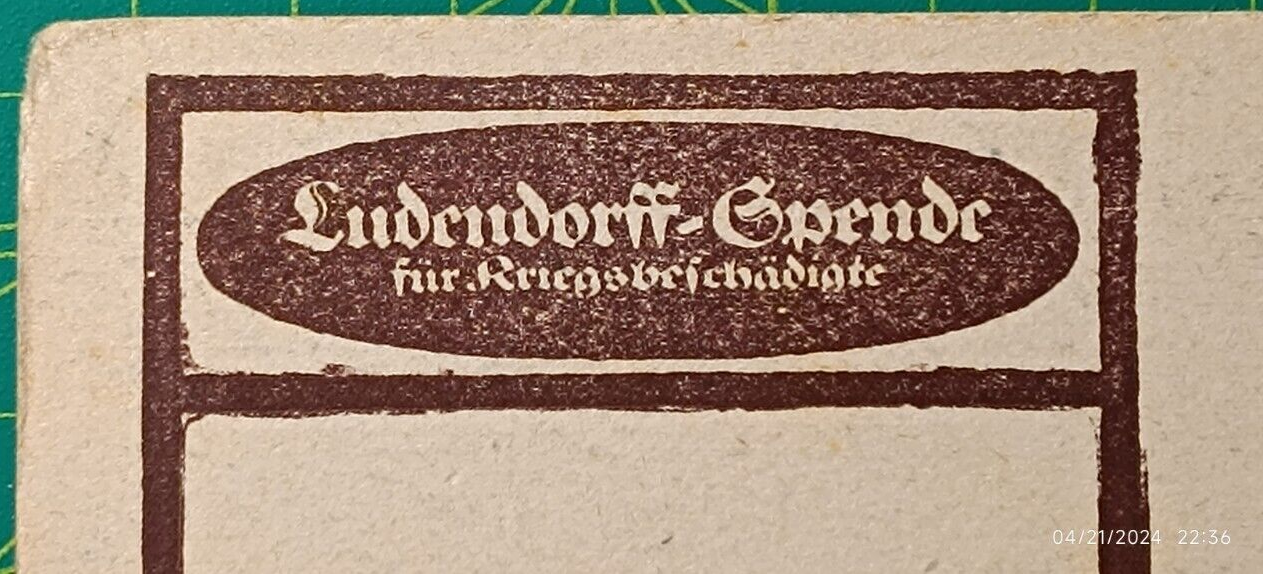 Ludendorff-Spende
für Kriegsbeschädigte
04/21/2024 22:36